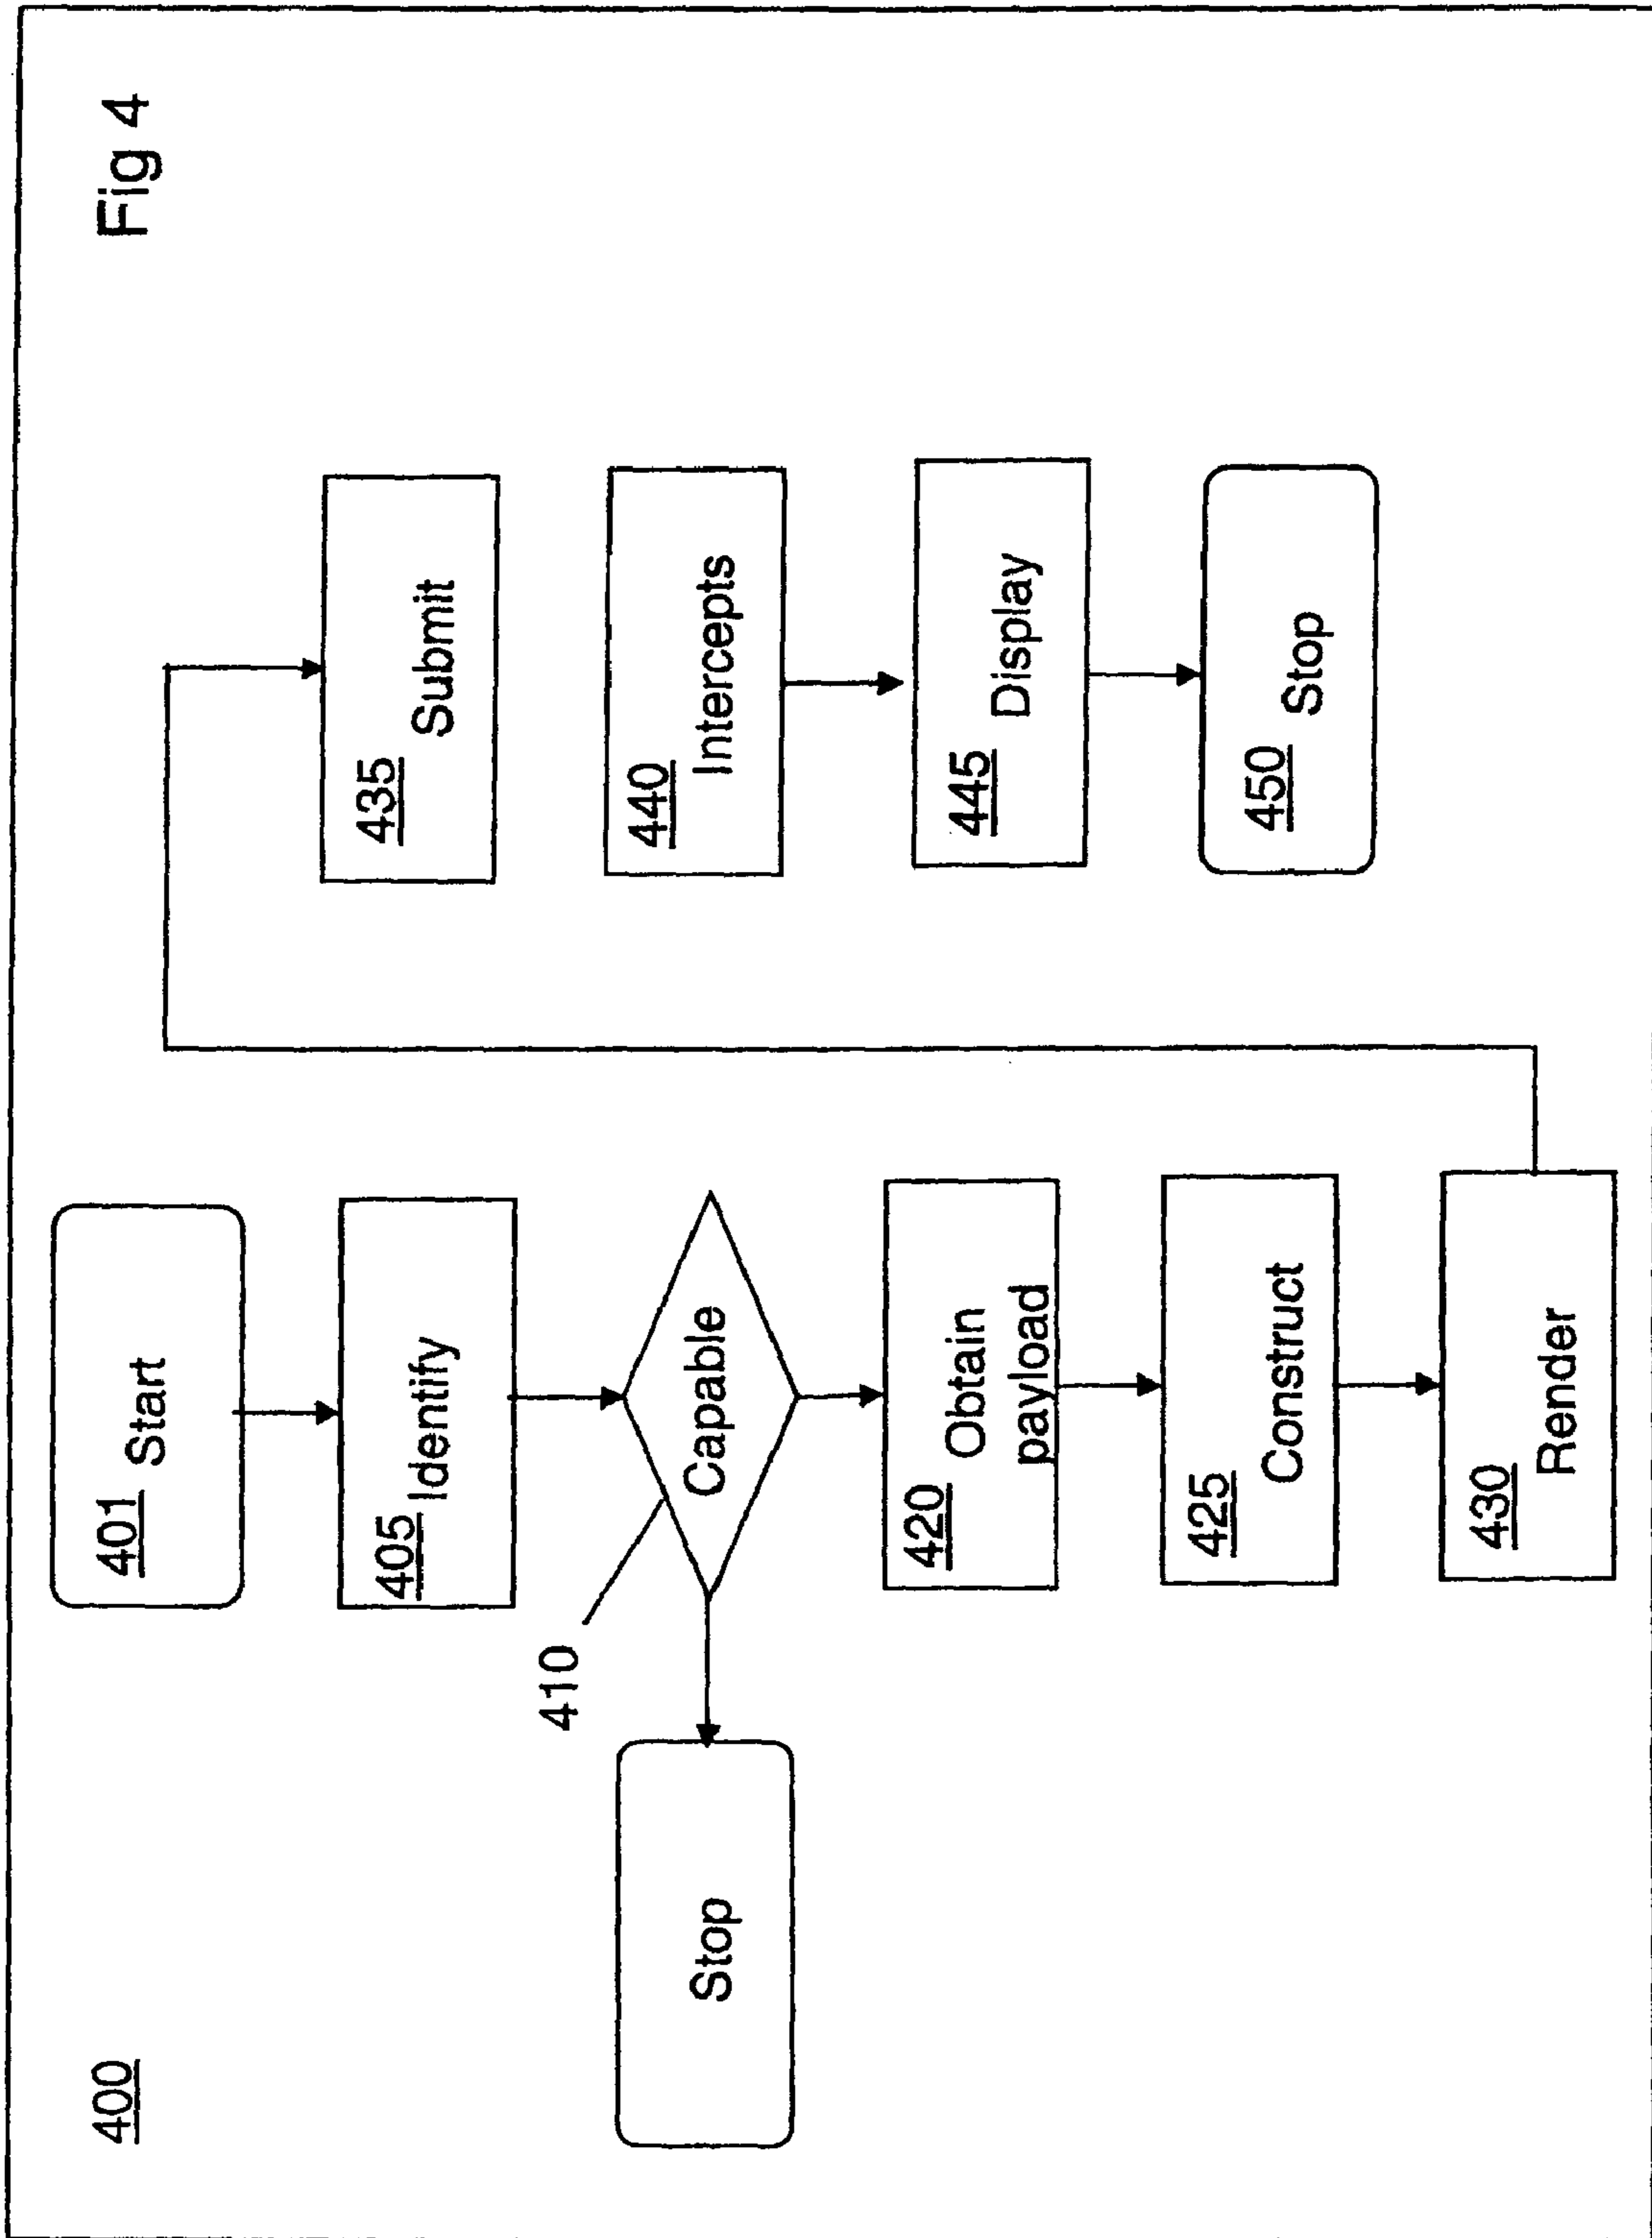 400
Fig 4
401
Start
405
Identify
410
Capable
Stop
420
Obtain
payload
425
Construct
430
Render
435
Submit
440
Intercepts
445
Display
450
Stop